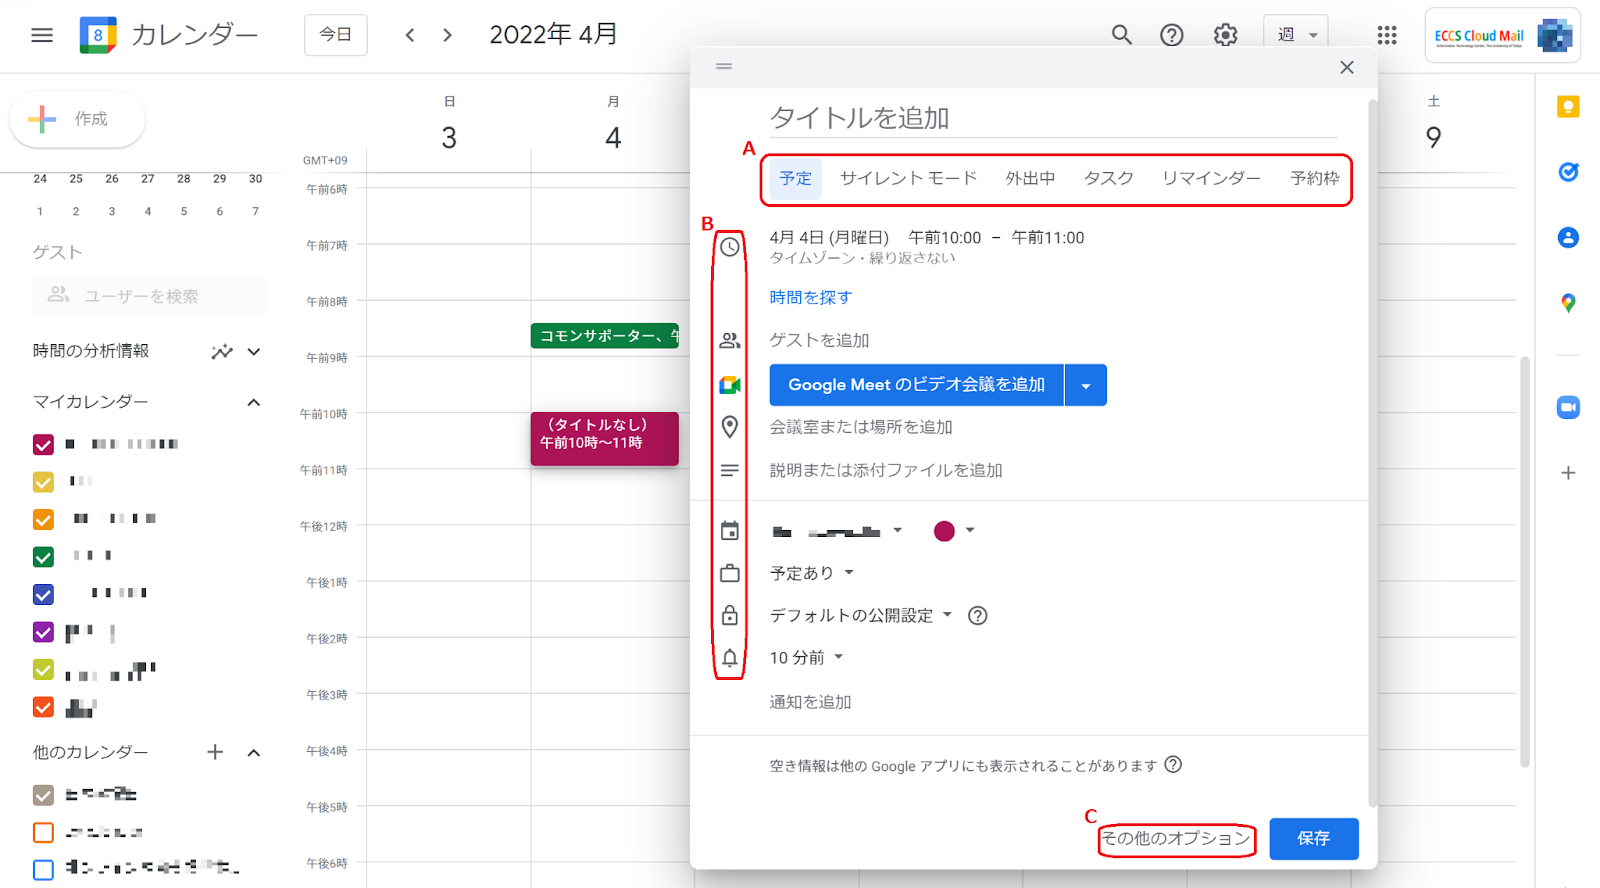 カレンダー
今日
2022年 4月
週
ECCS Cloud Mail
作成
24 25 26 27 28 29 30
1 2 3 4 5 6 7
ゲスト
ユーザーを検索
時間の分析情報
マイカレンダー
他のカレンダー
日
3
月
4
土
9
GMT+09
午前6時
午前7時
午前8時
午前9時
午前10時
午前11時
午後12時
午後1時
午後2時
午後3時
午後4時
午後5時
午後6時
コモンサポーター、午
（タイトルなし）
午前10時～11時
タイトルを追加
A
予定 サイレント モード 外出中 タスク リマインダー 予約枠
B
4月 4日 (月曜日) 午前10:00 – 午前11:00
タイムゾーン・繰り返さない
時間を探す
ゲストを追加
Google Meet のビデオ会議を追加
会議室または場所を追加
説明または添付ファイルを追加
予定あり
デフォルトの公開設定
10 分前
通知を追加
空き情報は他の Google アプリにも表示されることがあります
C
その他のオプション
保存